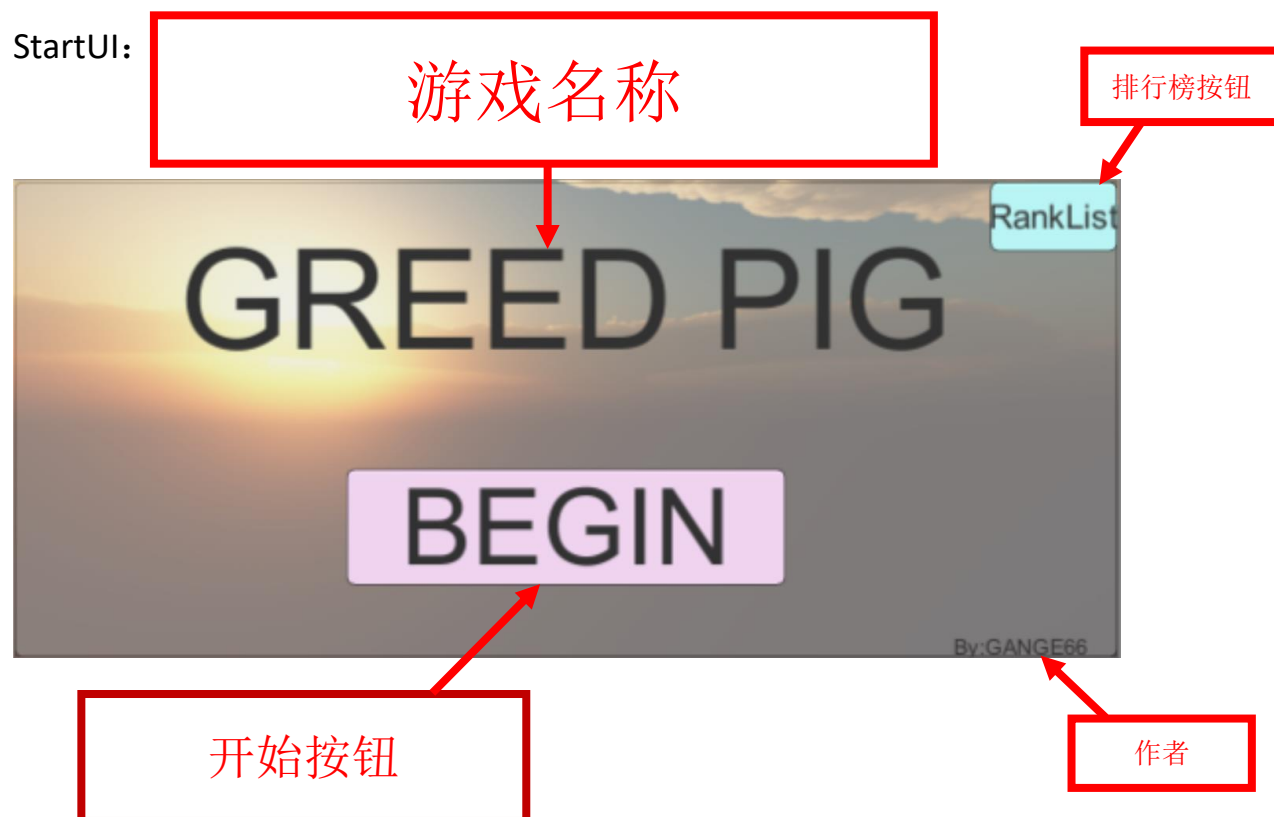 StartUI：
游戏名称
排行榜按钮
RankList
GREED PIG
BEGIN
By:GANGE66
开始按钮
作者